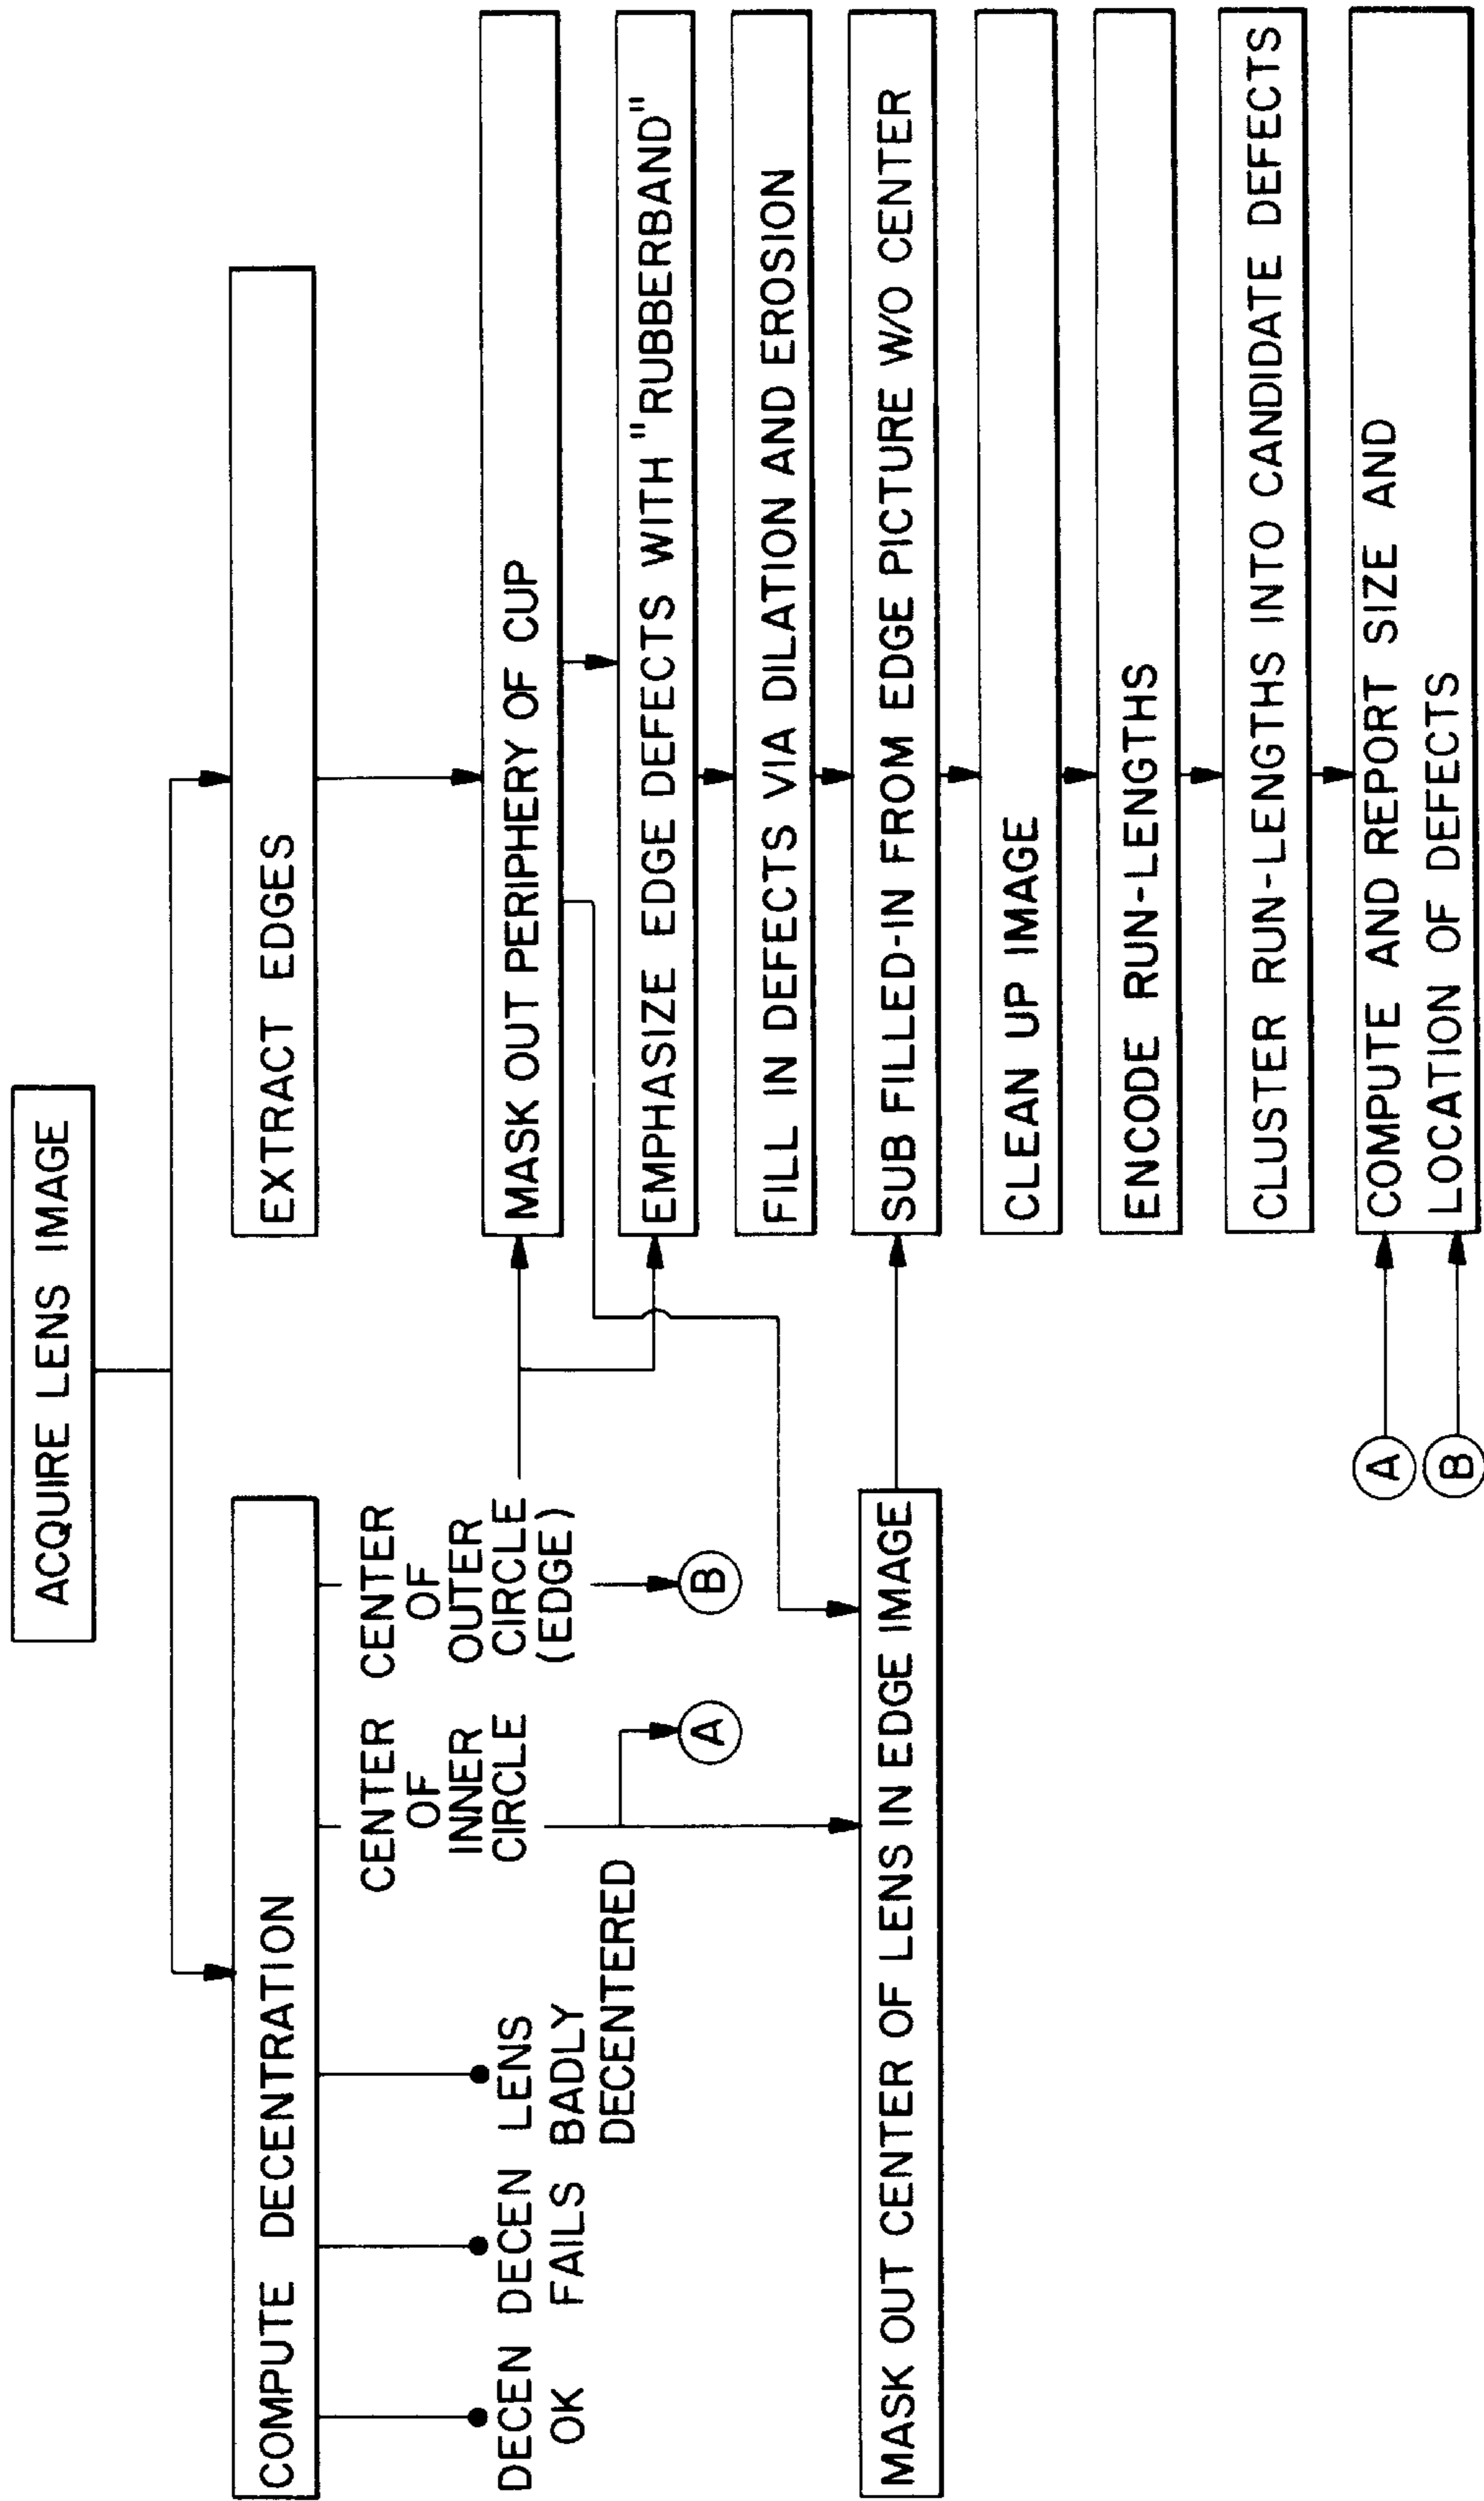 ACQUIRE LENS IMAGE
COMPUTE DECENTRATION
DECEN
OK
DECEN
FAILS
LENS
BADLY
DECENTERED
CENTER
OF
INNER
CIRCLE
CENTER
OF
OUTER
CIRCLE
(EDGE)
A
B
MASK OUT CENTER OF LENS IN EDGE IMAGE
EXTRACT EDGES
MASK OUT PERIPHERY OF CUP
EMPHASIZE EDGE DEFECTS WITH "RUBBERBAND"
FILL IN DEFECTS VIA DILATION AND EROSION
SUB FILLED-IN FROM EDGE PICTURE W/O CENTER
CLEAN UP IMAGE
ENCODE RUN-LENGTHS
CLUSTER RUN-LENGTHS INTO CANDIDATE DEFECTS
A
B
COMPUTE AND REPORT SIZE AND
LOCATION OF DEFECTS